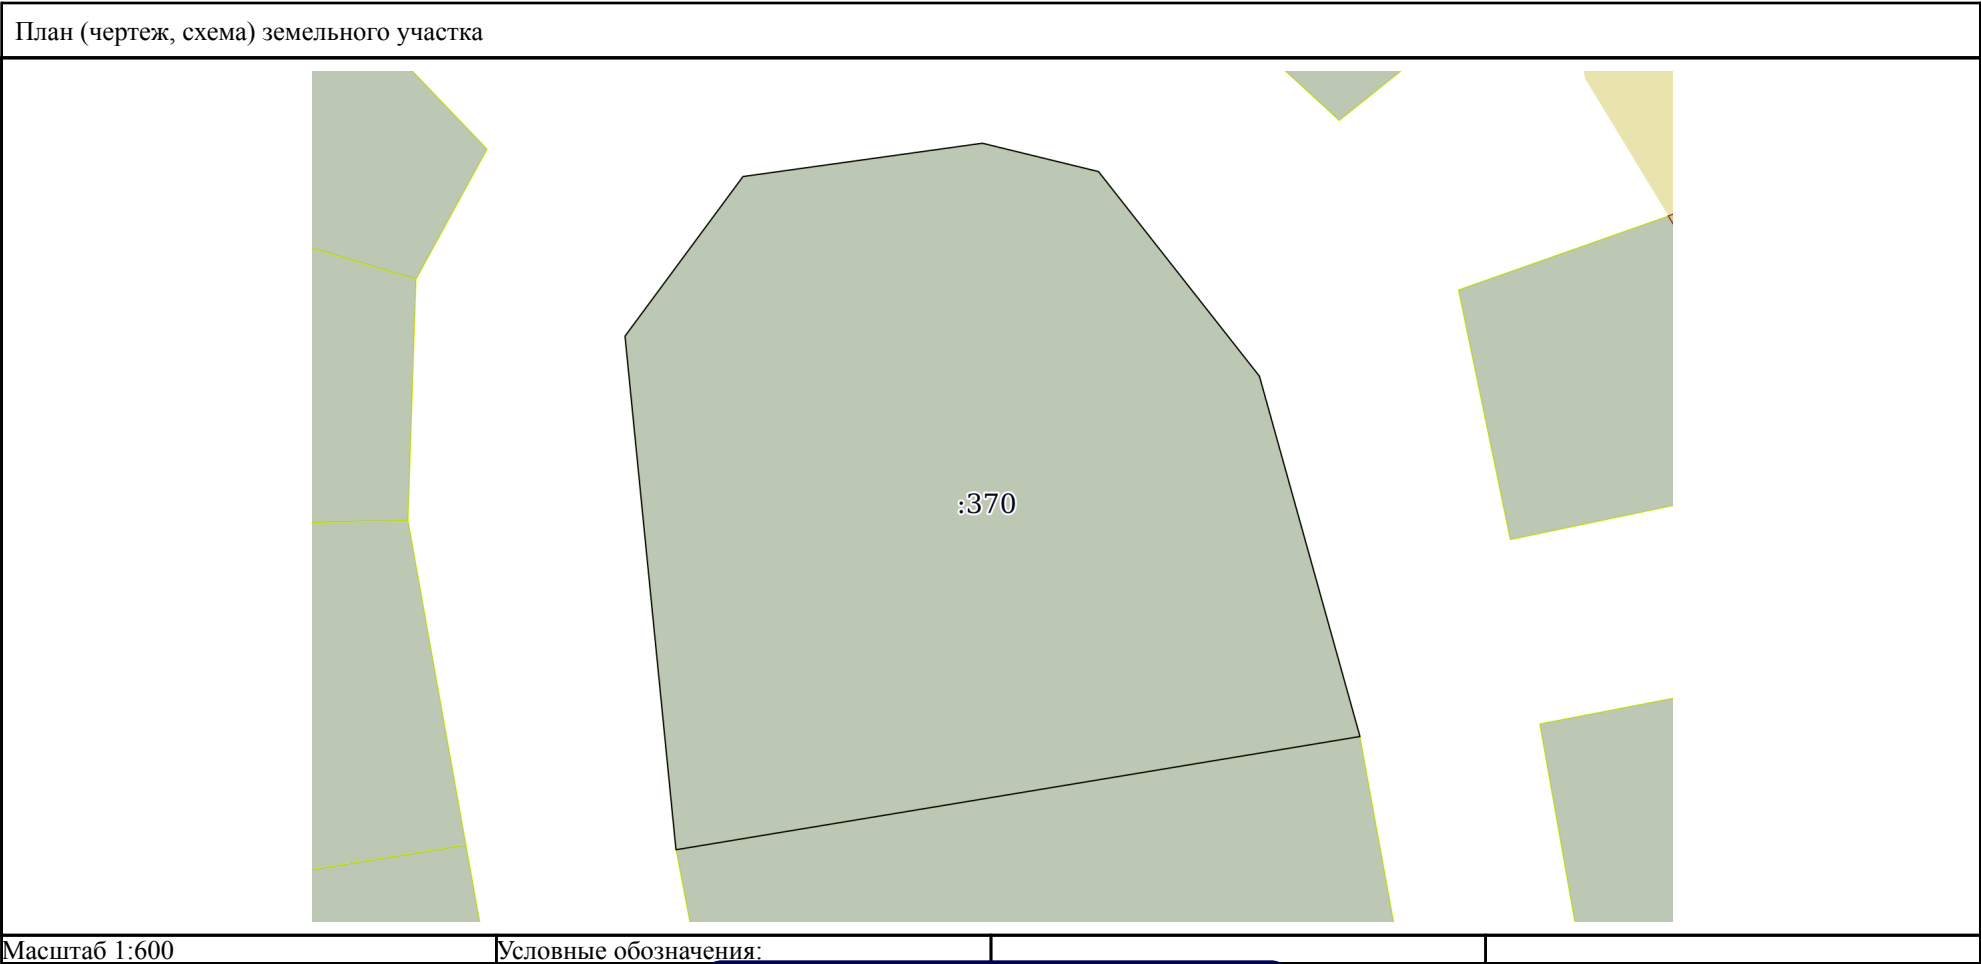 План (чертеж, схема) земельного участка
:370
Масштаб 1:600
Условные обозначения: